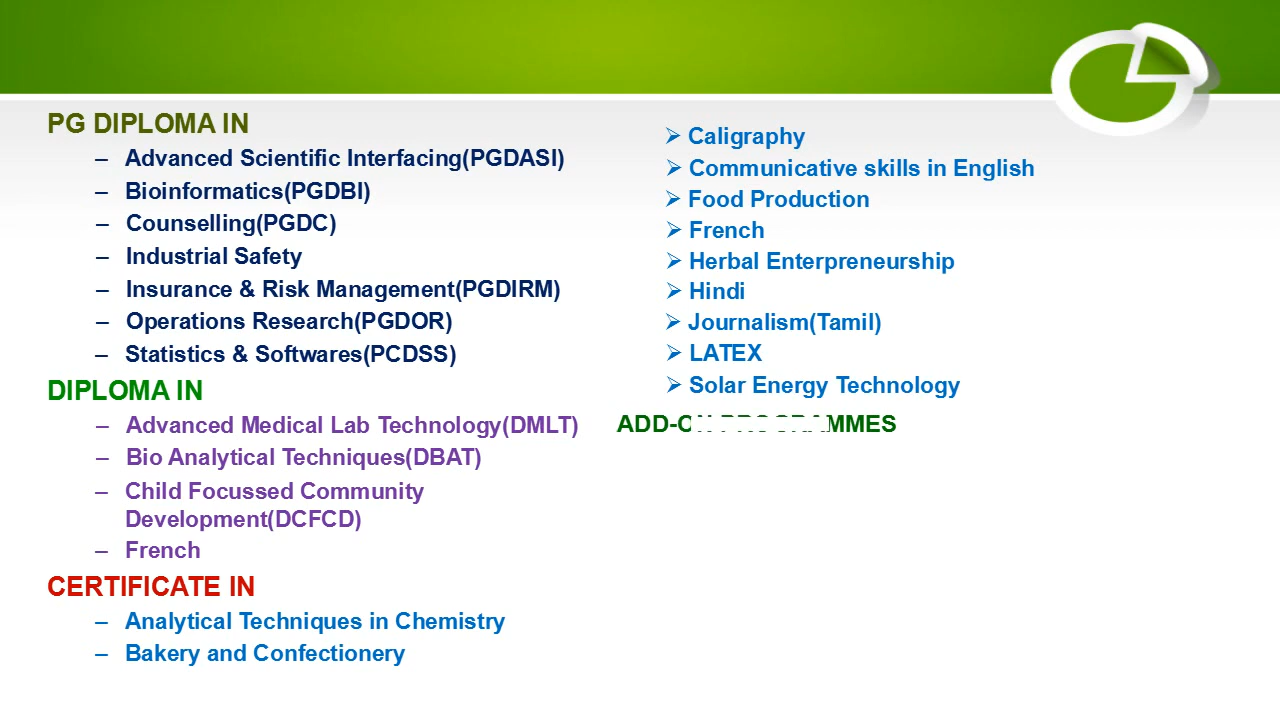 PG DIPLOMA IN
– Advanced Scientific Interfacing(PGDASI)
– Bioinformatics(PGDBI)
– Counselling(PGDC)
– Industrial Safety
– Insurance & Risk Management(PGDIRM)
– Operations Research(PGDOR)
– Statistics & Softwares(PCDSS)
DIPLOMA IN
– Advanced Medical Lab Technology(DMLT)
– Bio Analytical Techniques(DBAT)
– Child Focussed Community
Development(DCFCD)
– French
CERTIFICATE IN
– Analytical Techniques in Chemistry
– Bakery and Confectionery
➢ Caligraphy
➢ Communicative skills in English
➢ Food Production
➢ French
➢ Herbal Enterpreneurship
➢ Hindi
➢ Journalism(Tamil)
➢ LATEX
➢ Solar Energy Technology
ADD-ON PROGRAMMES